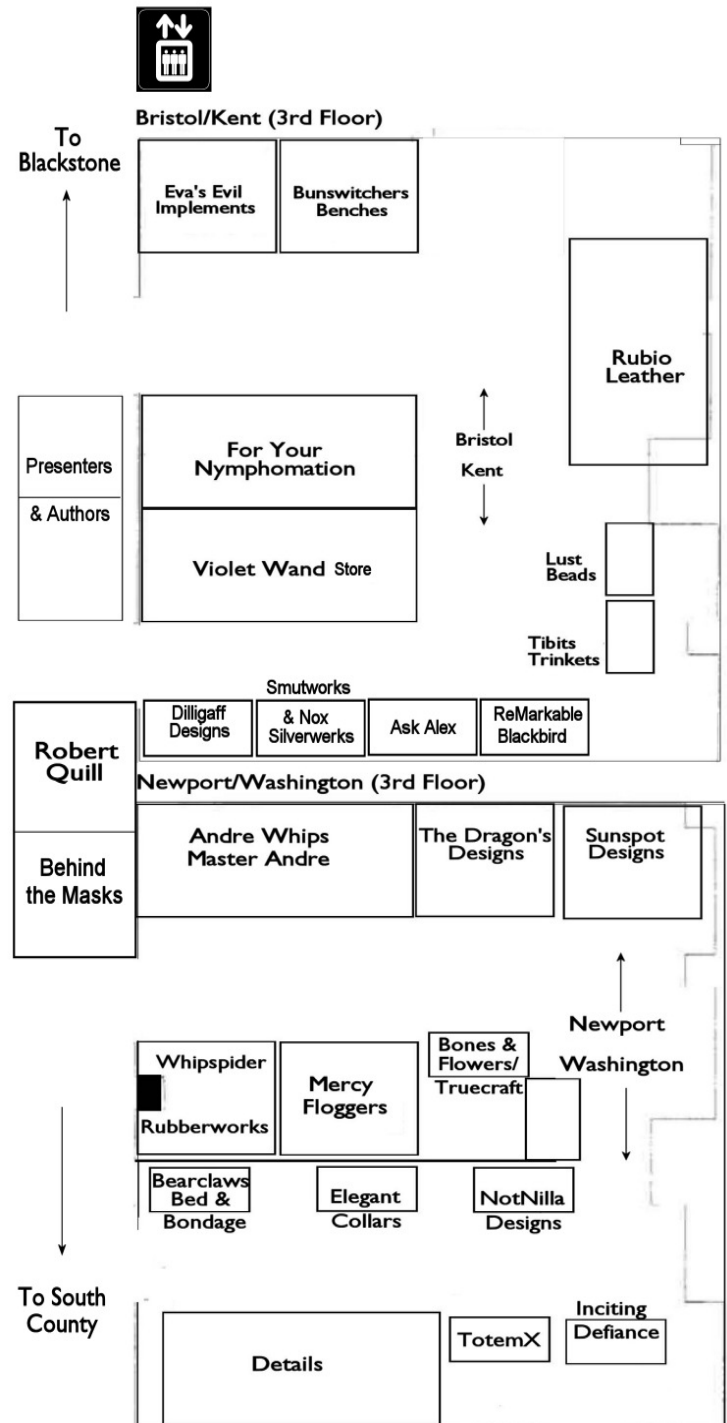 Bristol/Kent (3rd Floor)
To
Blackstone
Eva's Evil
Implements
Bunswitchers
Benches
Rubio
Leather
Bristol
Kent
For Your
Nymphomation
Presenters
& Authors
Violet Wand Store
Lust
Beads
Tibits
Trinkets
Dilligaff
Designs
Smutworks
& Nox
Silverwerks
Ask Alex
ReMarkable
Blackbird
Robert
Quill
Newport/Washington (3rd Floor)
Behind
the Masks
Andre Whips
Master Andre
The Dragon's
Designs
Sunspot
Designs
Newport
Washington
Whipspider
Rubberworks
Mercy
Floggers
Bones &
Flowers/
Truecraft
Bearclaws
Bed &
Bondage
Elegant
Collars
NotNilla
Designs
To South
County
Details
TotemX
Inciting
Defiance